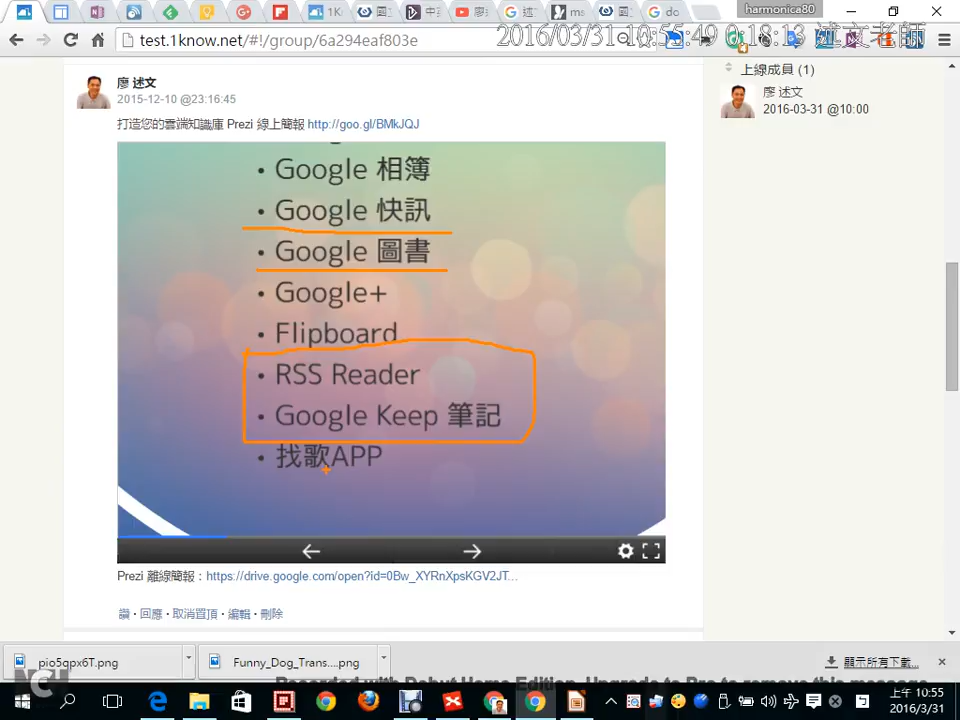 harmonica80
test.1know.net/#!/group/6a294eaf803e
2016/03/31
廖 述文
2015-12-10 @23:16:45
打造您的雲端知識庫 Prezi 線上簡報 http://goo.gl/BMkJQJ
• Google 相簿
• Google 快訊
• Google 圖書
• Google+
• Flipboard
• RSS Reader
• Google Keep 筆記
• 找歌APP
Prezi 離線簡報：https://drive.google.com/open?id=0Bw_XYRnXpsKGV2JT...
讚・回應・取消置頂・編輯・刪除
上線成員 (1)
廖 述文
2016-03-31 @10:00
pio5qpx6T.png
Funny_Dog_Trans....png
顯示所有下載...
上午 10:55
2016/3/31